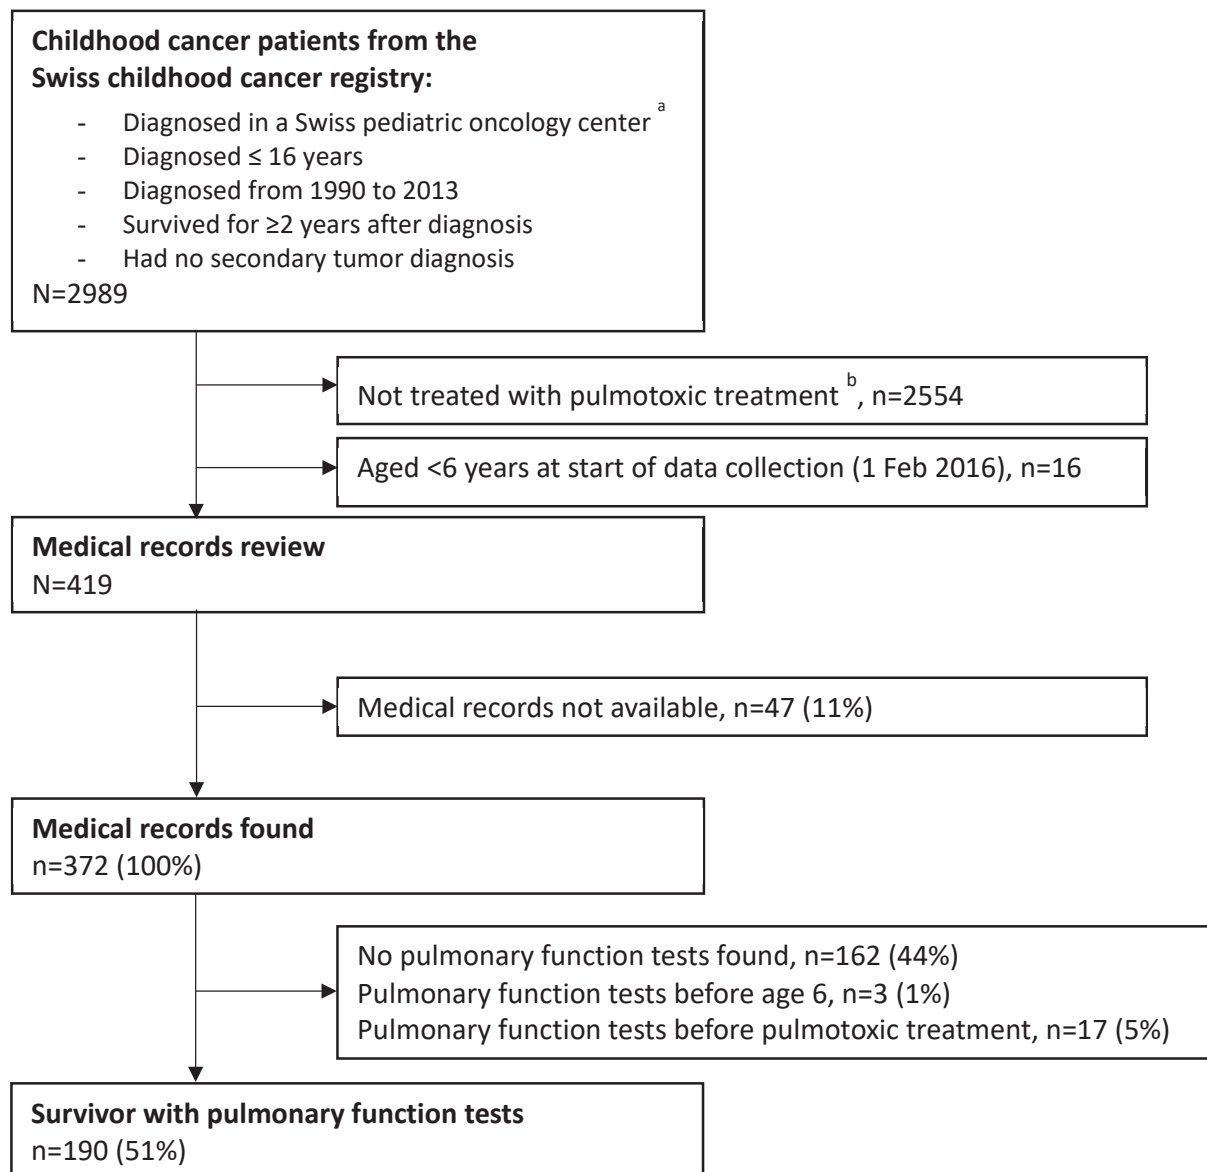 Childhood cancer patients from the
Swiss childhood cancer registry:
- Diagnosed in a Swiss pediatric oncology center a
- Diagnosed ≤ 16 years
- Diagnosed from 1990 to 2013
- Survived for ≥2 years after diagnosis
- Had no secondary tumor diagnosis
N=2989
Not treated with pulmotoxic treatment b, n=2554
Aged <6 years at start of data collection (1 Feb 2016), n=16
Medical records review
N=419
Medical records not available, n=47 (11%)
Medical records found
n=372 (100%)
No pulmonary function tests found, n=162 (44%)
Pulmonary function tests before age 6, n=3 (1%)
Pulmonary function tests before pulmotoxic treatment, n=17 (5%)
Survivor with pulmonary function tests
n=190 (51%)